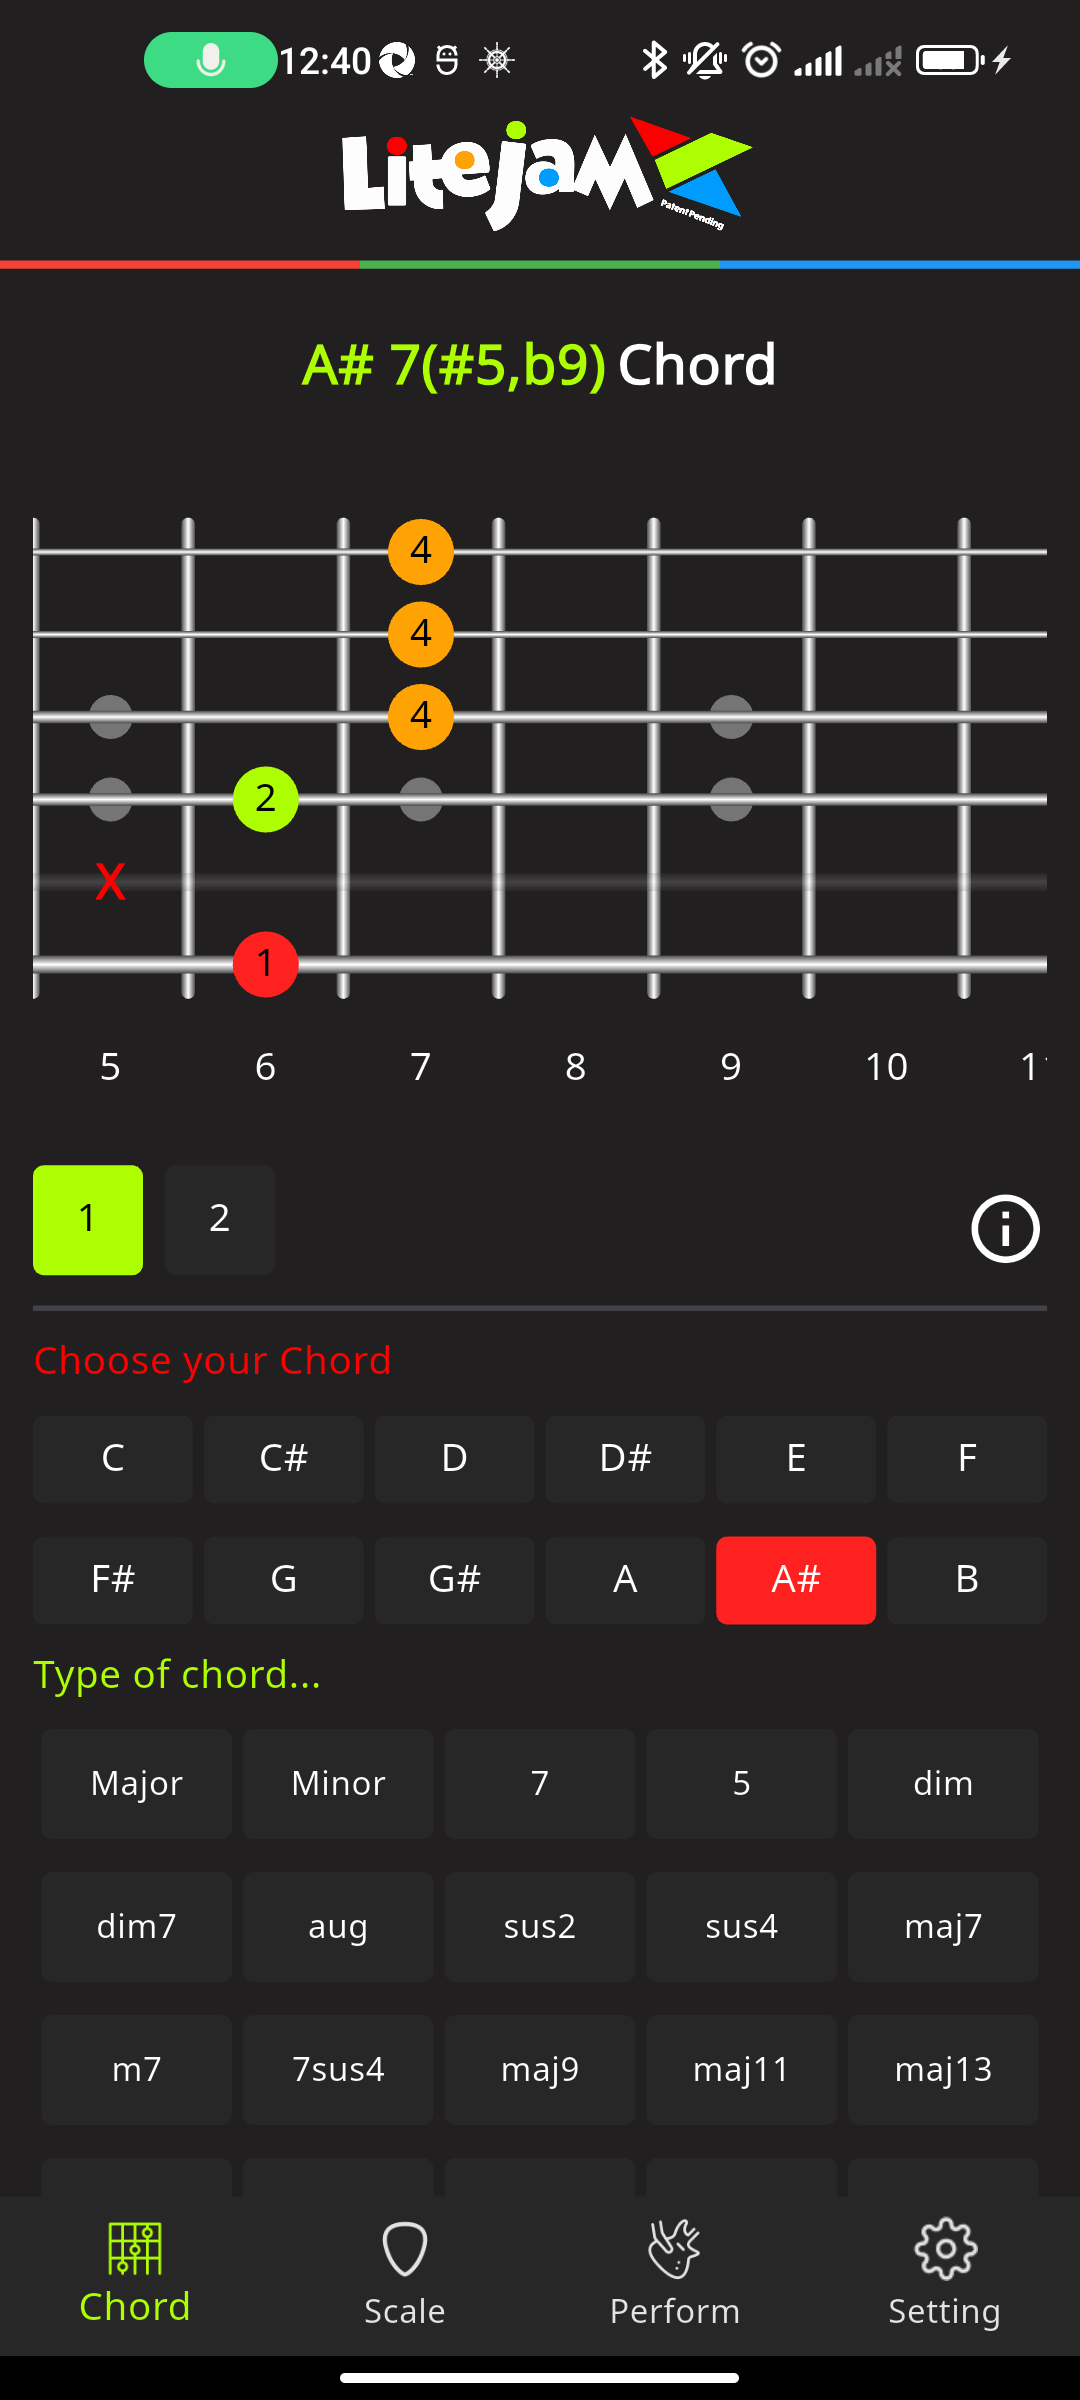 12:40
Litejam
Patent Pending
A# 7(#5,b9) Chord
4
4
4
2
X
1
5 6 7 8 9 10 11
1 2
Choose your Chord
C C# D D# E F
F# G G# A A# B
Type of chord...
Major Minor 7 5 dim
dim7 aug sus2 sus4 maj7
m7 7sus4 maj9 maj11 maj13
Chord Scale Perform Setting